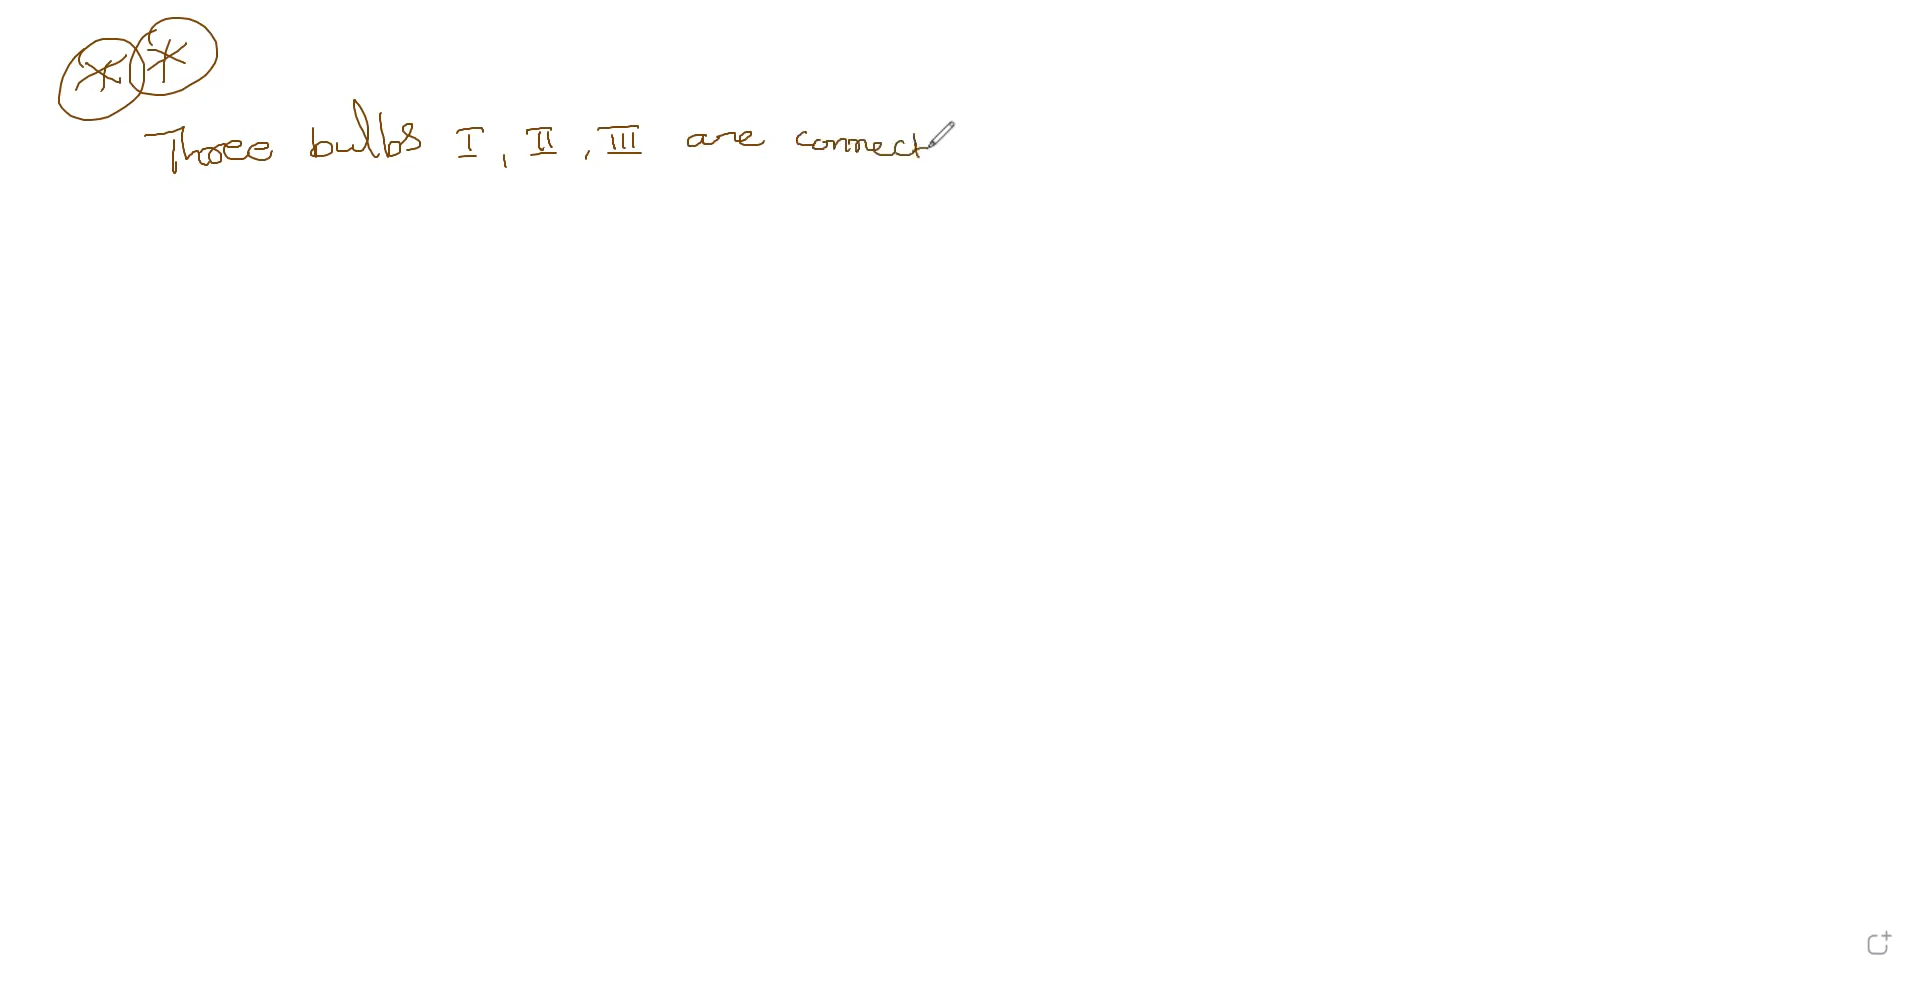 * *
Three bulbs I, II, III are connect